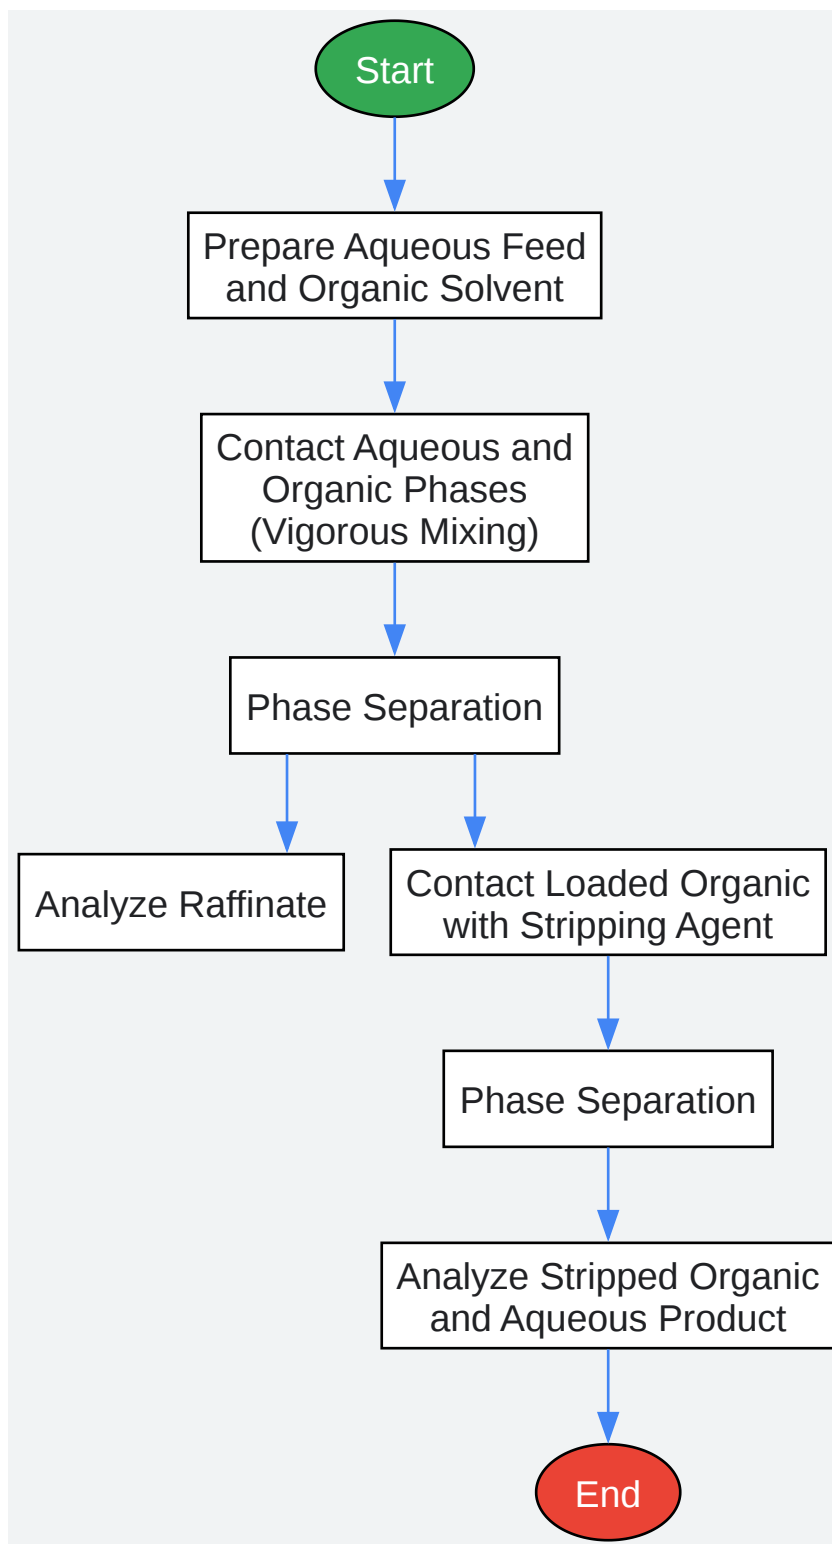 Start
Prepare Aqueous Feed
and Organic Solvent
Contact Aqueous and
Organic Phases
(Vigorous Mixing)
Phase Separation
Analyze Raffinate
Contact Loaded Organic
with Stripping Agent
Phase Separation
Analyze Stripped Organic
and Aqueous Product
End